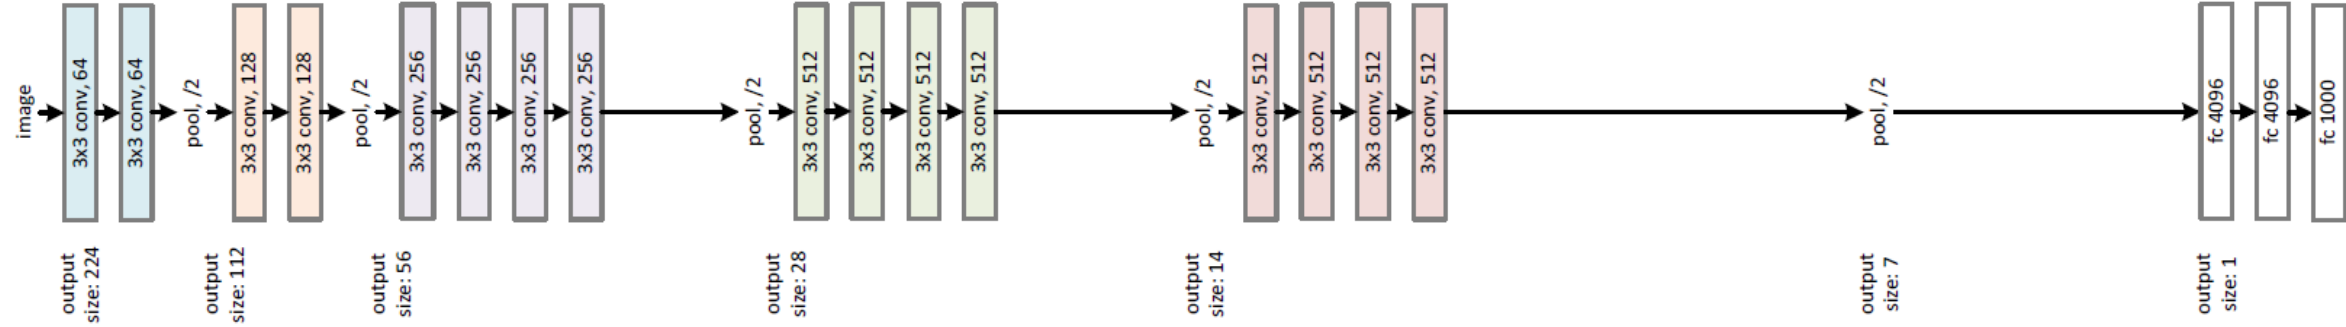 image
3x3 conv, 64
3x3 conv, 64
pool, /2
3x3 conv, 128
3x3 conv, 128
pool, /2
3x3 conv, 256
3x3 conv, 256
3x3 conv, 256
3x3 conv, 256
pool, /2
3x3 conv, 512
3x3 conv, 512
3x3 conv, 512
3x3 conv, 512
pool, /2
3x3 conv, 512
3x3 conv, 512
3x3 conv, 512
3x3 conv, 512
pool, /2
fc 4096
fc 4096
fc 1000
output
size: 224
output
size: 112
output
size: 56
output
size: 28
output
size: 14
output
size: 7
output
size: 1